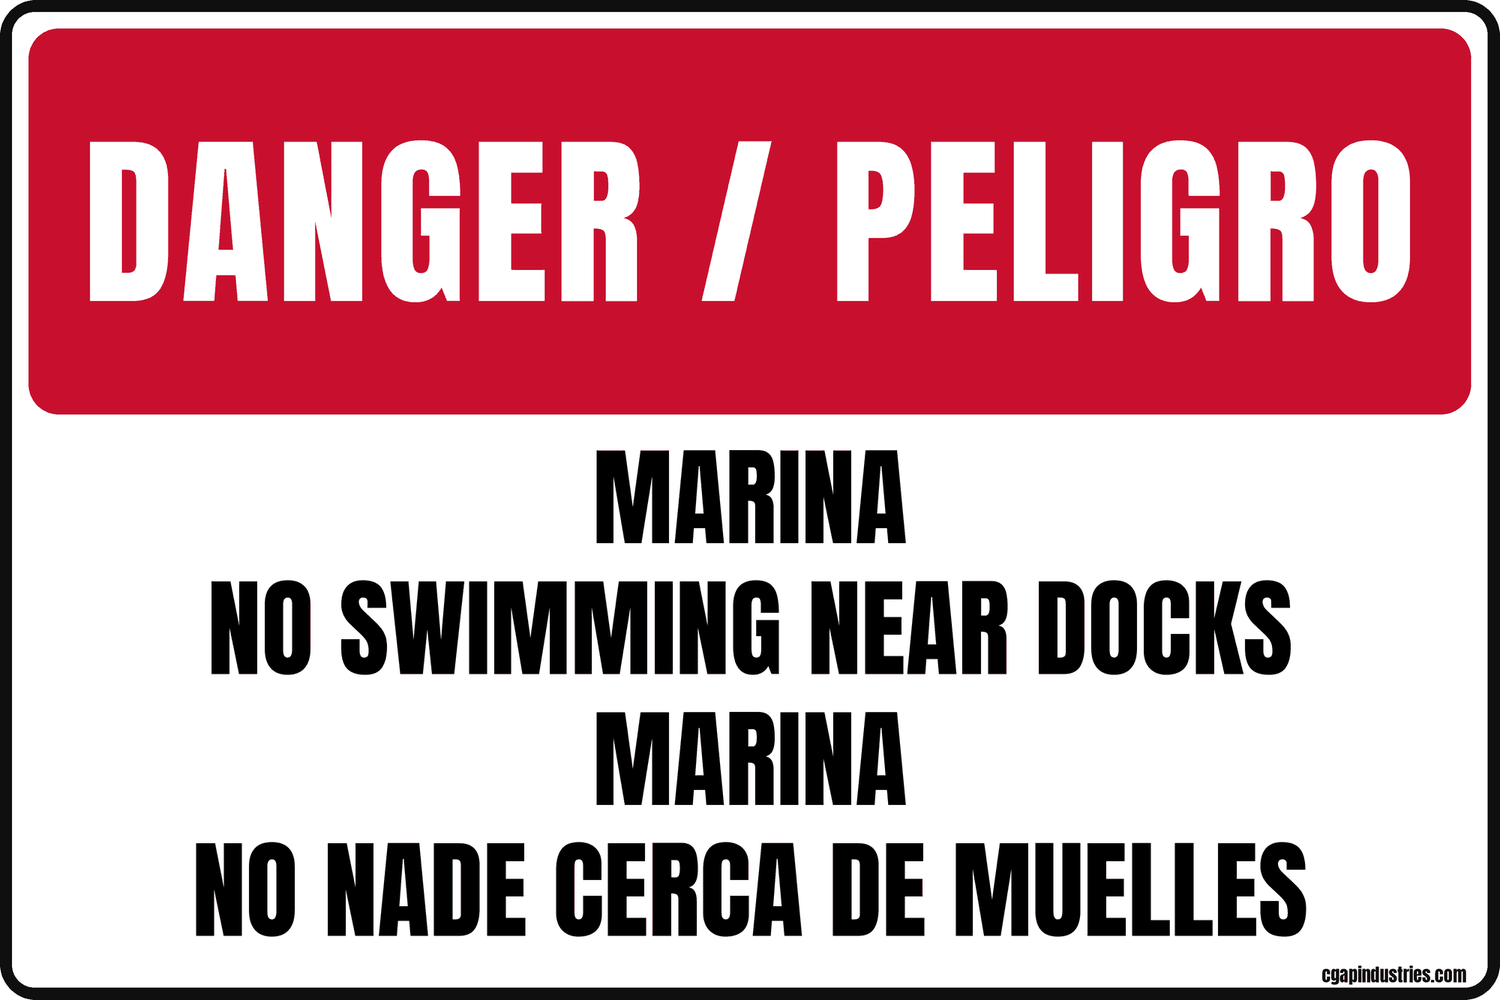 DANGER / PELIGRO
MARINA
NO SWIMMING NEAR DOCKS
MARINA
NO NADE CERCA DE MUELLES
cgapindustries.com